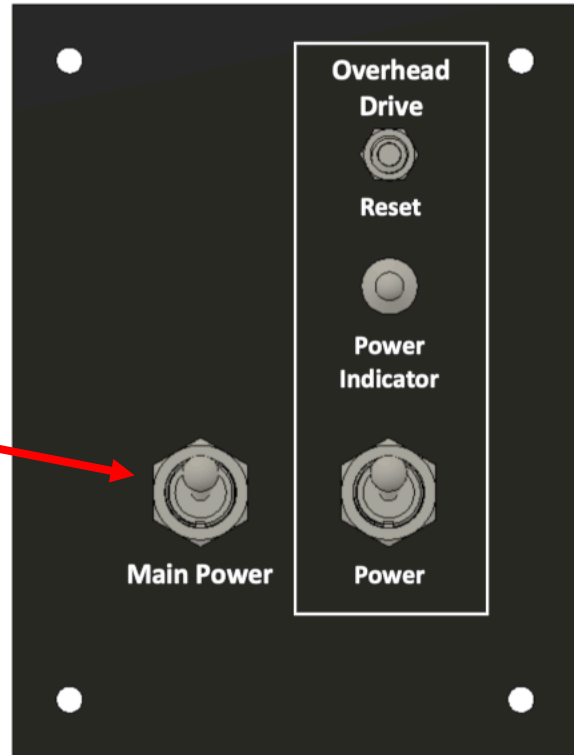 Overhead
Drive
Reset
Power
Indicator
Main Power
Power